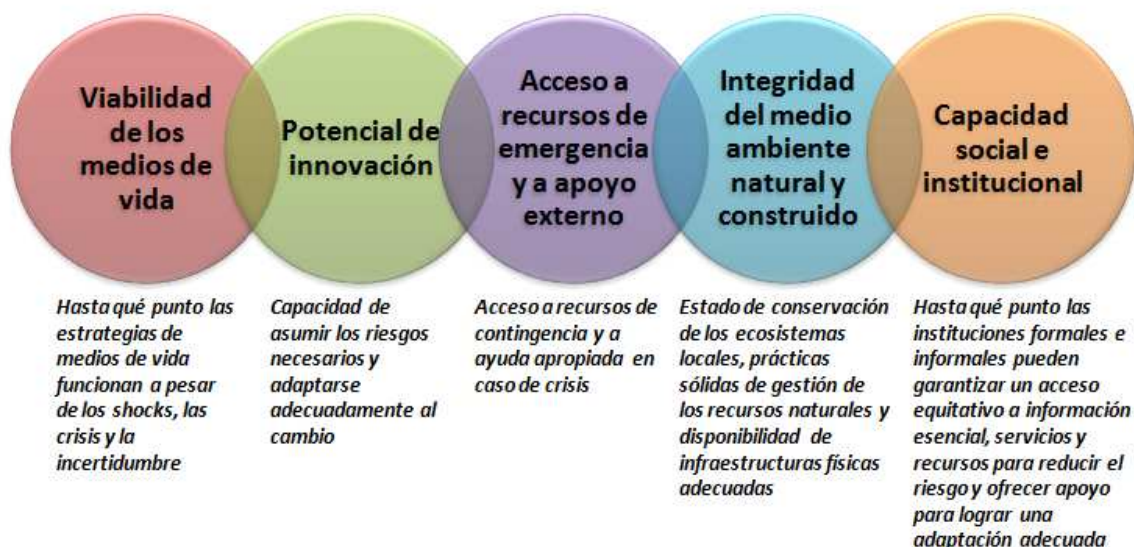 Viabilidad
de los
medios de
vida
Potencial de
innovación
Acceso a
recursos de
emergencia
y a apoyo
externo
Integridad
del medio
ambiente
natural y
construido
Capacidad
social e
institucional
Hasta qué punto las
estrategias de
medios de vida
funcionan a pesar
de los shocks, las
crisis y la
incertidumbre
Capacidad de
asumir los riesgos
necesarios y
adaptarse
adecuadamente al
cambio
Acceso a recursos de
contingencia y a
ayuda apropiada en
caso de crisis
Estado de conservación
de los ecosistemas
locales, prácticas
sólidas de gestión de
los recursos naturales y
disponibilidad de
infraestructuras físicas
adecuadas
Hasta qué punto las
instituciones formales e
informales pueden
garantizar un acceso
equitativo a información
esencial, servicios y
recursos para reducir el
riesgo y ofrecer apoyo
para lograr una
adaptación adecuada